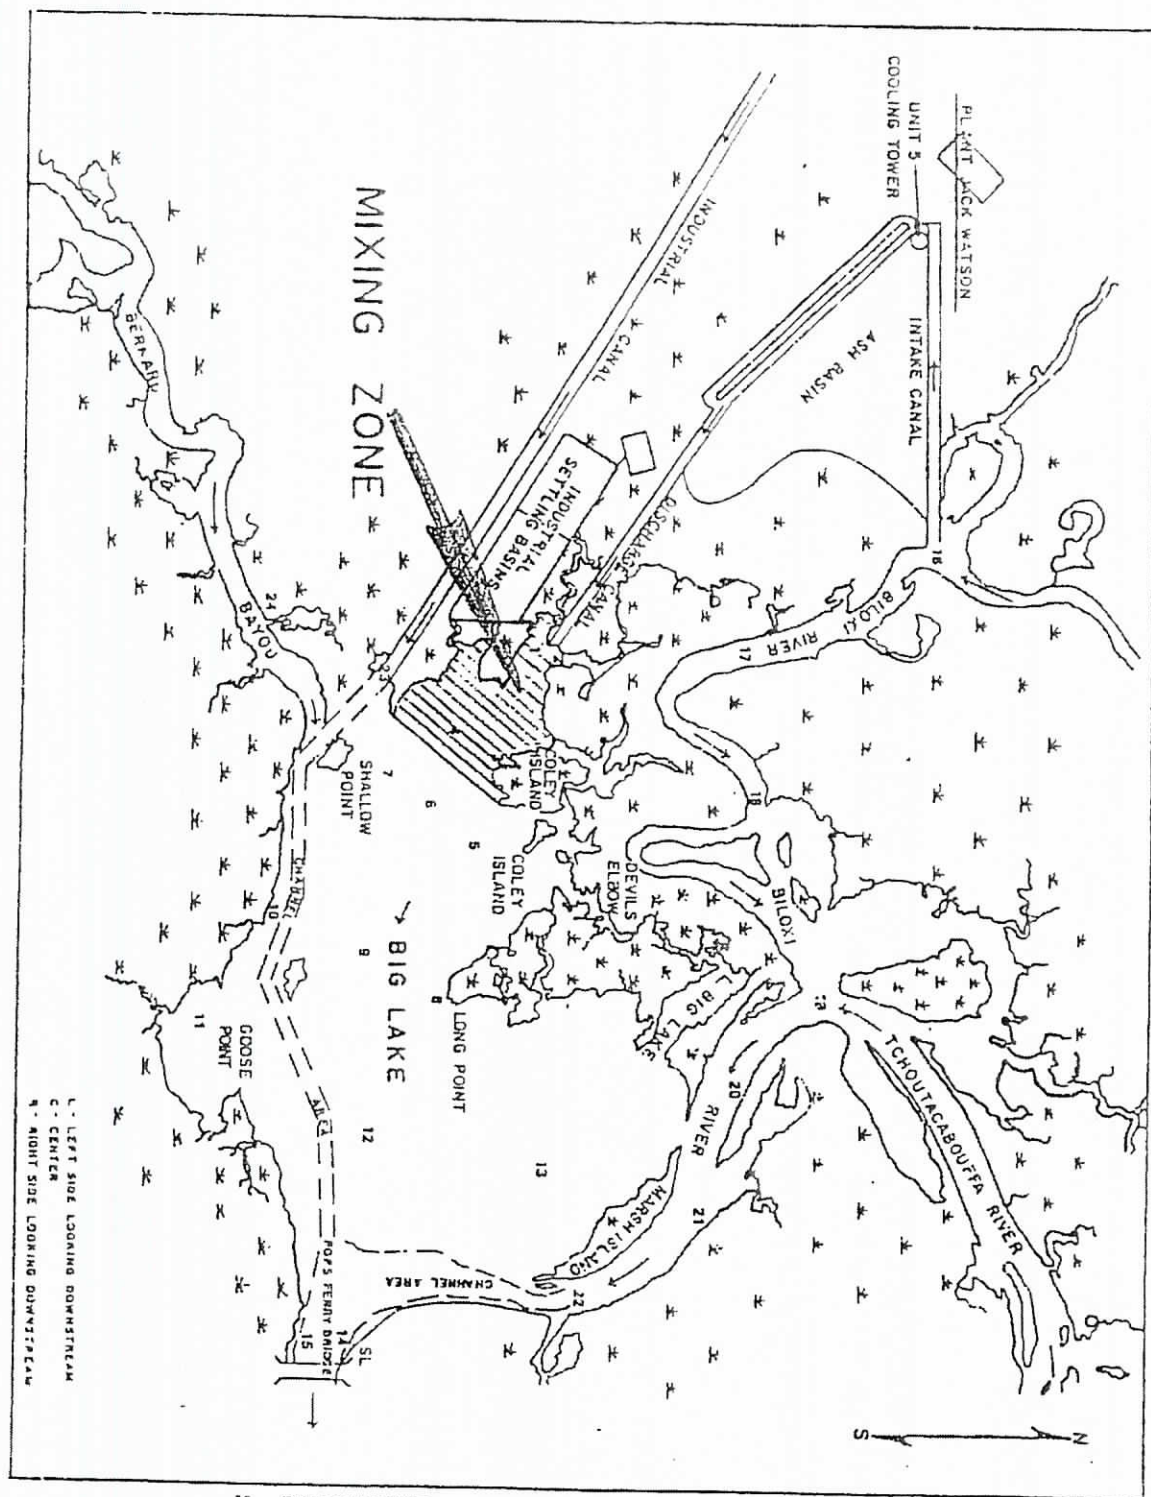 PLANT JACK WATSON
UNIT 5
COOLING TOWER
INTAKE CANAL
ASH BASIN
INDUSTRIAL
CANAL
DISCHARGE
CANAL
INDUSTRIAL
SETTLING BASINS
MIXING ZONE
BERNARD
BAYOU
24
23
16
BILOXI
RIVER
17
18
BILOXI
19
TCHOUTACABOUFFA RIVER
COLEY
ISLAND
COLEY
ISLAND
DEVILS
ELBOW
L BIG LAKE
SHALLOW
POINT
7
6
5
BIG LAKE
8
LONG POINT
9
CHANNEL
10
11
GOOSE
POINT
AREA
12
13
20
RIVER
21
MARSH ISLAND
22
CHANNEL AREA
POPS FERRY BRIDGE
14
15
SL
N
S
L - LEFT SIDE LOOKING DOWNSTREAM
C - CENTER
R - RIGHT SIDE LOOKING DOWNSTREAM